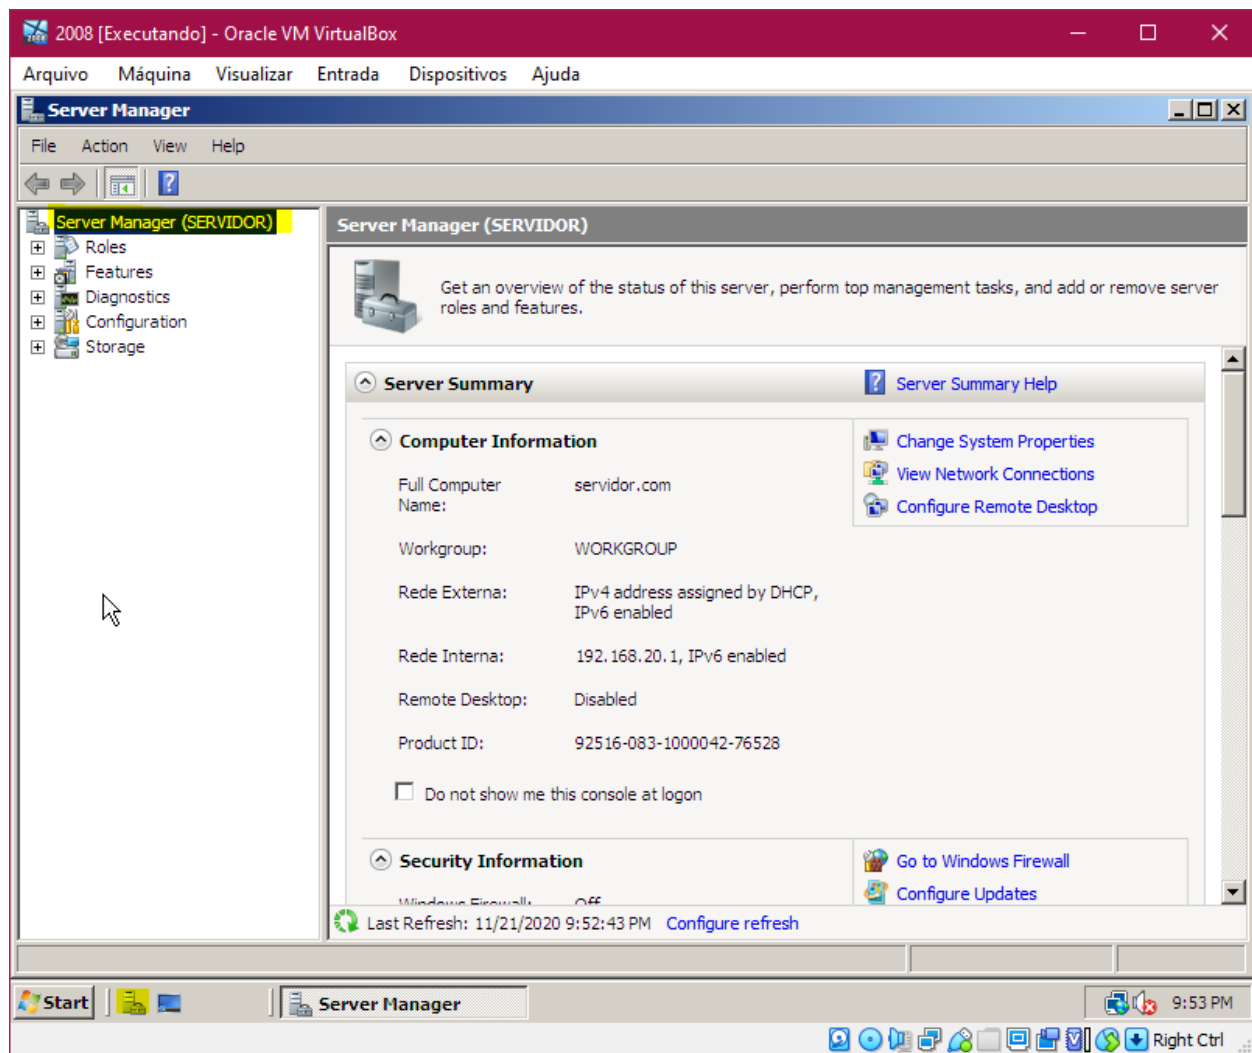 2008 [Executando] - Oracle VM VirtualBox
Arquivo Máquina Visualizar Entrada Dispositivos Ajuda
Server Manager
File Action View Help
Server Manager (SERVIDOR)
Roles
Features
Diagnostics
Configuration
Storage
Server Manager (SERVIDOR)
Get an overview of the status of this server, perform top management tasks, and add or remove server
roles and features.
Server Summary
Server Summary Help
Computer Information
Change System Properties
View Network Connections
Configure Remote Desktop
Full Computer
Name:
servidor.com
Workgroup: WORKGROUP
Rede Externa: IPv4 address assigned by DHCP,
IPv6 enabled
Rede Interna: 192.168.20.1, IPv6 enabled
Remote Desktop: Disabled
Product ID: 92516-083-1000042-76528
Do not show me this console at logon
Security Information
Go to Windows Firewall
Configure Updates
Windows Firewall: Off
Last Refresh: 11/21/2020 9:52:43 PM Configure refresh
Start
Server Manager
9:53 PM
Right Ctrl